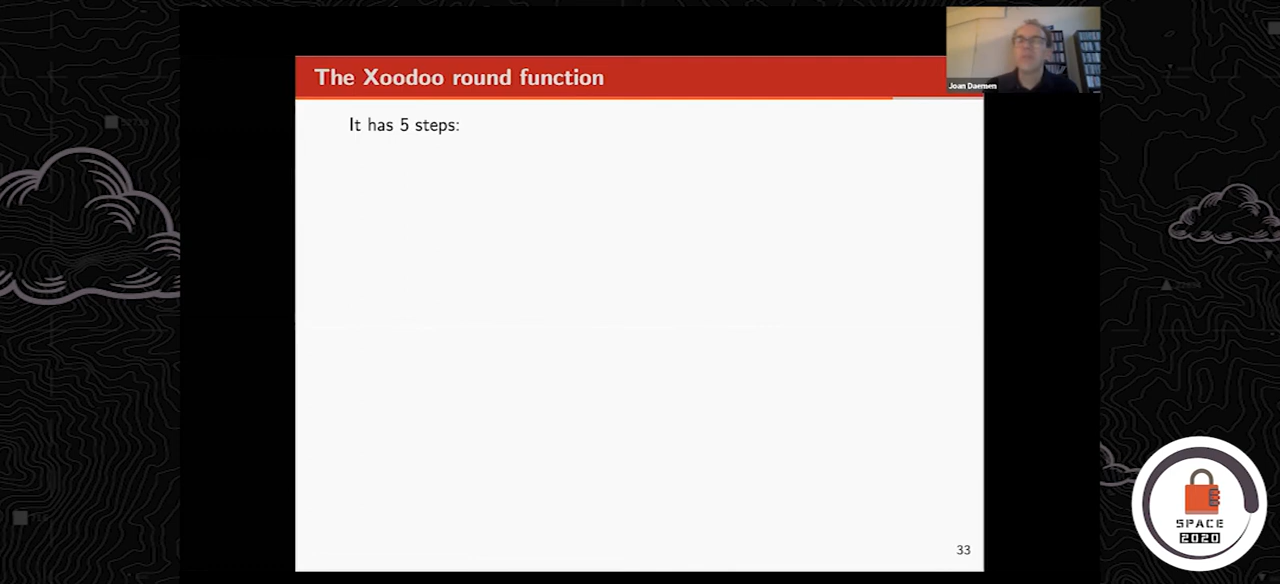 The Xoodoo round function
Joan Daemen
It has 5 steps:
33
SPACE
2020